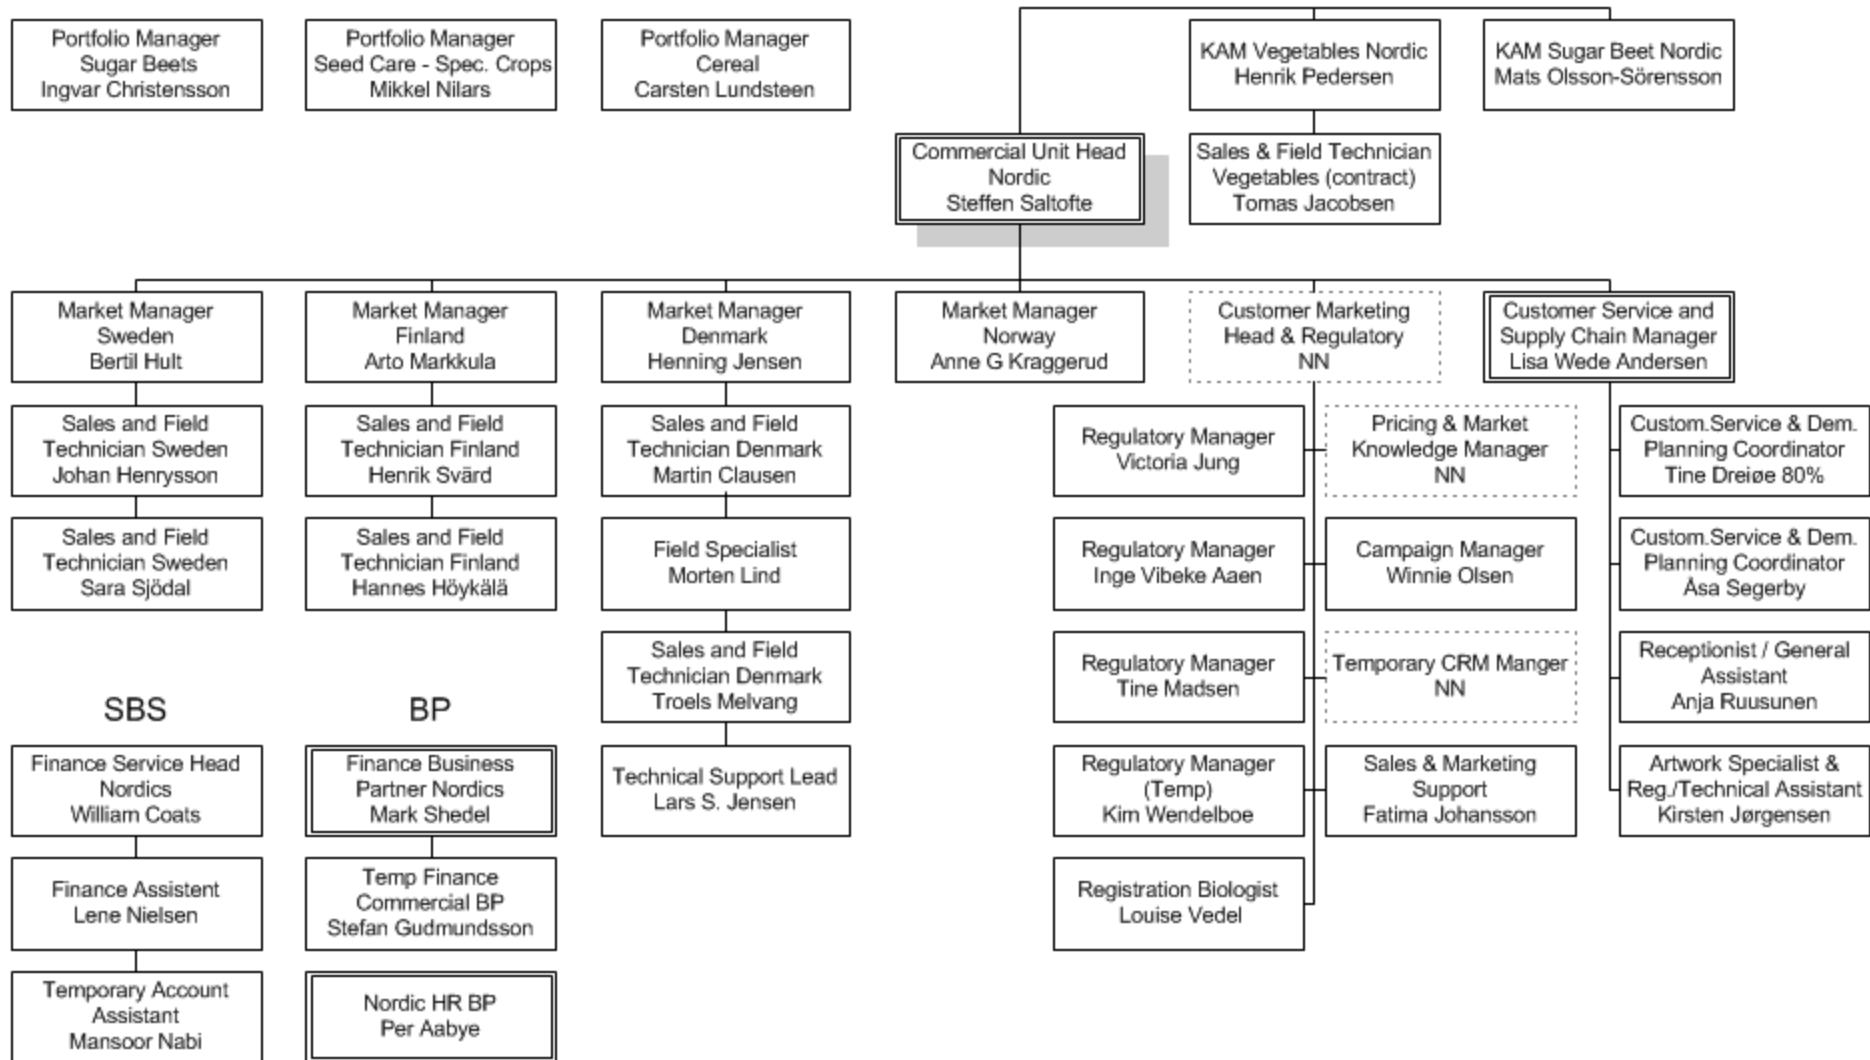 Portfolio Manager
Sugar Beets
Ingvar Christensson
Portfolio Manager
Seed Care - Spec. Crops
Mikkel Nilars
Portfolio Manager
Cereal
Carsten Lundsteen
KAM Vegetables Nordic
Henrik Pedersen
KAM Sugar Beet Nordic
Mats Olsson-Sörensson
Commercial Unit Head
Nordic
Steffen Saltofte
Sales & Field Technician
Vegetables (contract)
Tomas Jacobsen
Market Manager
Sweden
Bertil Hult
Market Manager
Finland
Arto Markkula
Market Manager
Denmark
Henning Jensen
Market Manager
Norway
Anne G Kraggerud
Customer Marketing
Head & Regulatory
NN
Customer Service and
Supply Chain Manager
Lisa Wede Andersen
Sales and Field
Technician Sweden
Johan Henrysson
Sales and Field
Technician Finland
Henrik Svärd
Sales and Field
Technician Denmark
Martin Clausen
Regulatory Manager
Victoria Jung
Pricing & Market
Knowledge Manager
NN
Custom.Service & Dem.
Planning Coordinator
Tine Dreiøe 80%
Sales and Field
Technician Sweden
Sara Sjödal
Sales and Field
Technician Finland
Hannes Höykälä
Field Specialist
Morten Lind
Regulatory Manager
Inge Vibeke Aaen
Campaign Manager
Winnie Olsen
Custom.Service & Dem.
Planning Coordinator
Åsa Segerby
Sales and Field
Technician Denmark
Troels Melvang
Regulatory Manager
Tine Madsen
Temporary CRM Manger
NN
Receptionist / General
Assistant
Anja Ruusunen
SBS
BP
Finance Service Head
Nordics
William Coats
Finance Business
Partner Nordics
Mark Shedel
Technical Support Lead
Lars S. Jensen
Regulatory Manager
(Temp)
Kim Wendelboe
Sales & Marketing
Support
Fatima Johansson
Artwork Specialist &
Reg./Technical Assistant
Kirsten Jørgensen
Finance Assistent
Lene Nielsen
Temp Finance
Commercial BP
Stefan Gudmundsson
Registration Biologist
Louise Vedel
Temporary Account
Assistant
Mansoor Nabi
Nordic HR BP
Per Aabye